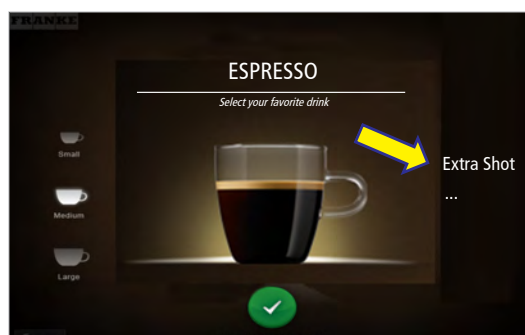 FRANKE
ESPRESSO
Select your favorite drink
Small
Medium
Large
Extra Shot
...